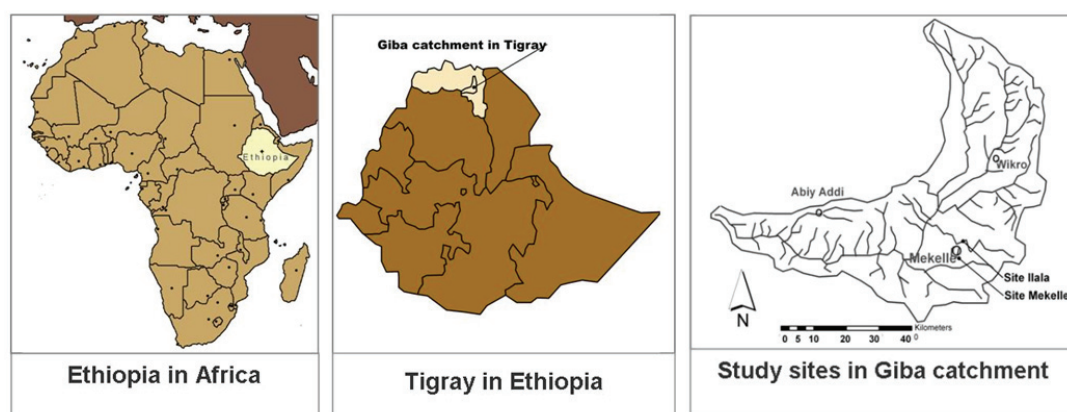 Ethiopia
Ethiopia in Africa
Giba catchment in Tigray
Tigray in Ethiopia
Wikro
Abiy Addi
Mekelle
Site Ilala
Site Mekelle
N
Kilometers
0 5 10 20 30 40 0
Study sites in Giba catchment